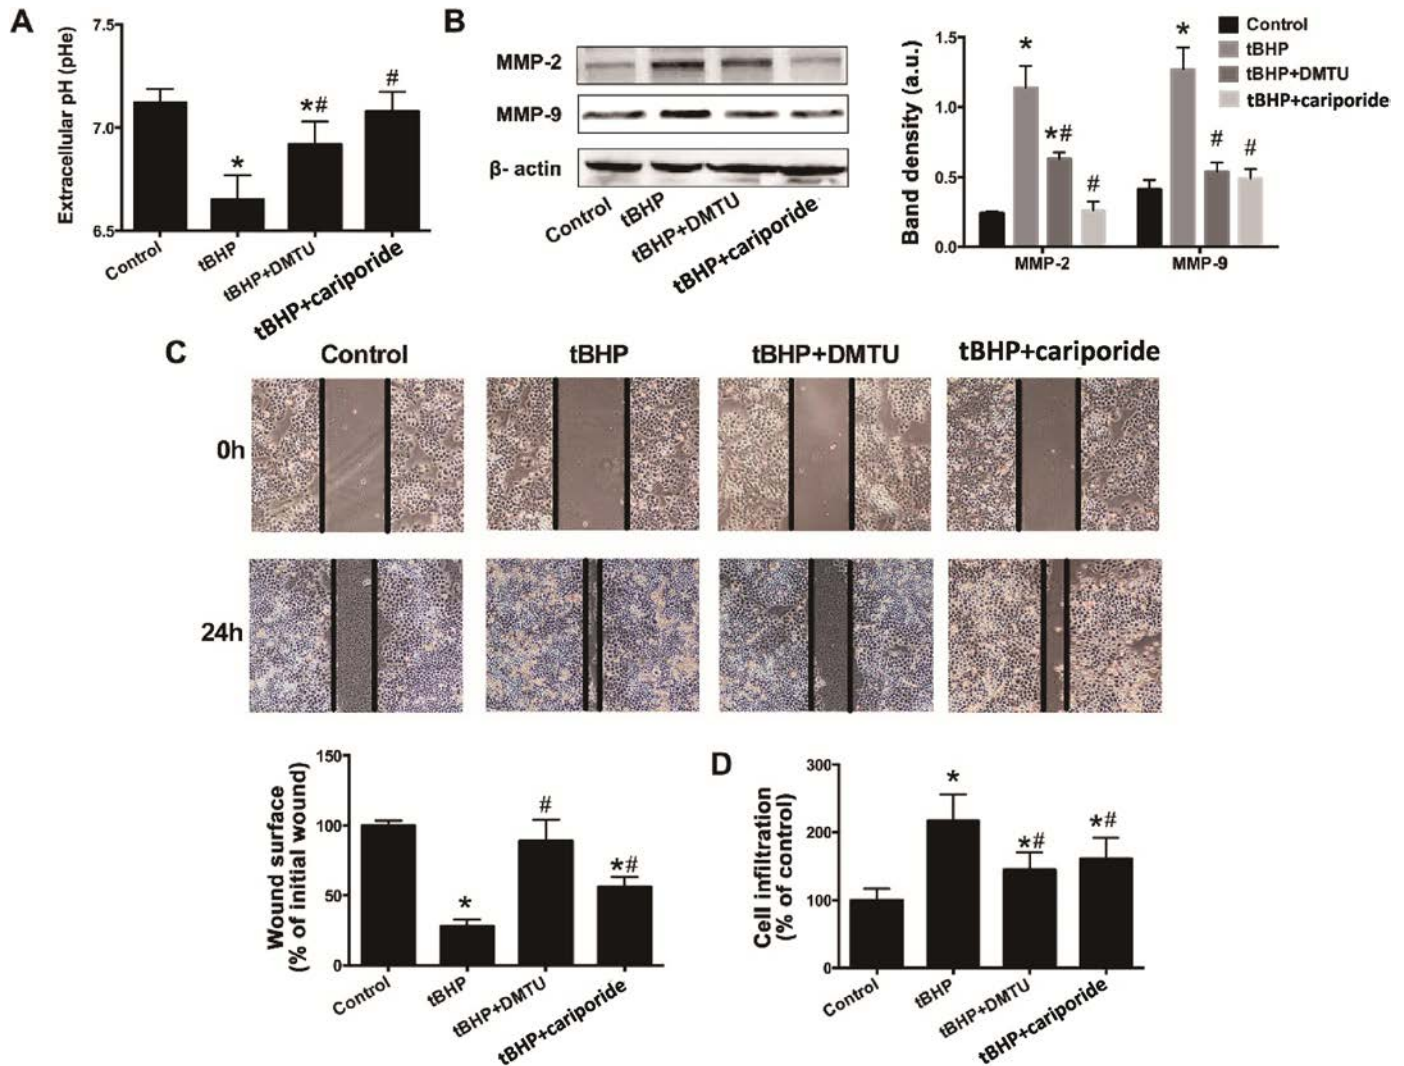 A
Extracellular pH (pHe)
7.5
7.0
6.5
*
*#
#
Control
tBHP
tBHP+DMTU
tBHP+cariporide
B
MMP-2
MMP-9
β- actin
Control
tBHP
tBHP+DMTU
tBHP+cariporide
Band density (a.u.)
1.5
1.0
0.5
0.0
*
*#
#
*
#
#
MMP-2
MMP-9
Control
tBHP
tBHP+DMTU
tBHP+cariporide
C
Control
tBHP
tBHP+DMTU
tBHP+cariporide
0h
24h
Wound surface
(% of initial wound)
150
100
50
0
*
#
*#
Control
tBHP
tBHP+DMTU
tBHP+cariporide
D
Cell infiltration
(% of control)
300
200
100
0
*
*#
*#
Control
tBHP
tBHP+DMTU
tBHP+cariporide